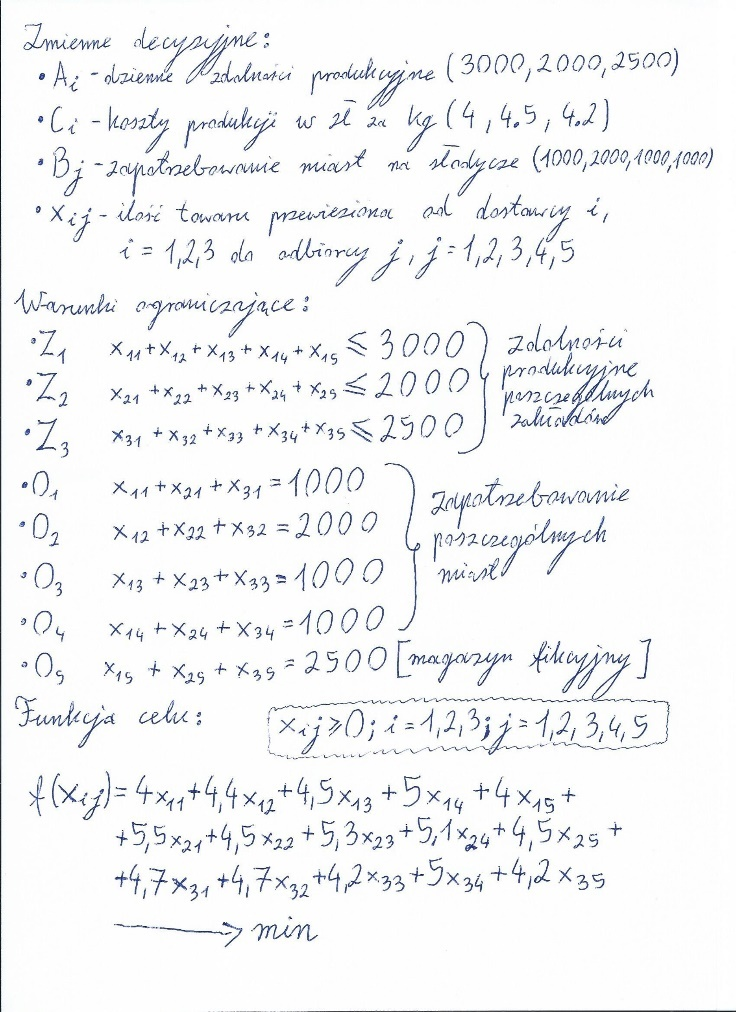 Zmienne decyzyjne:
• Ai - dzienne zdolności produkcyjne (3000, 2000, 2500)
• Ci - koszty produkcji w zł za kg (4, 4.5, 4.2)
• Bj - zapotrzebowanie miast na słodycze (1000, 2000, 1000, 1000)
• xij - ilość towaru przewieziona od dostawcy i,
i = 1,2,3 do odbiorcy j, j = 1,2,3,4,5
Warunki ograniczające:
• Z₁ x₁₁ + x₁₂ + x₁₃ + x₁₄ + x₁₅ ⩽ 3000 } zdolności
• Z₂ x₂₁ + x₂₂ + x₂₃ + x₂₄ + x₂₅ ⩽ 2000 produkcyjne
poszczególnych
• Z₃ x₃₁ + x₃₂ + x₃₃ + x₃₄ + x₃₅ ⩽ 2500 zakładów
• O₁ x₁₁ + x₂₁ + x₃₁ = 1000 } zapotrzebowanie
• O₂ x₁₂ + x₂₂ + x₃₂ = 2000 poszczególnych
• O₃ x₁₃ + x₂₃ + x₃₃ = 1000 miast
• O₄ x₁₄ + x₂₄ + x₃₄ = 1000
• O₅ x₁₅ + x₂₅ + x₃₅ = 2500 [magazyn fikcyjny]
Funkcja celu: xij ⩾ 0; i = 1,2,3; j = 1,2,3,4,5
f(xij) = 4x₁₁ + 4,4x₁₂ + 4,5x₁₃ + 5x₁₄ + 4x₁₅ +
+5,5x₂₁ + 4,5x₂₂ + 5,3x₂₃ + 5,1x₂₄ + 4,5x₂₅ +
+4,7x₃₁ + 4,7x₃₂ + 4,2x₃₃ + 5x₃₄ + 4,2x₃₅
⟶ min